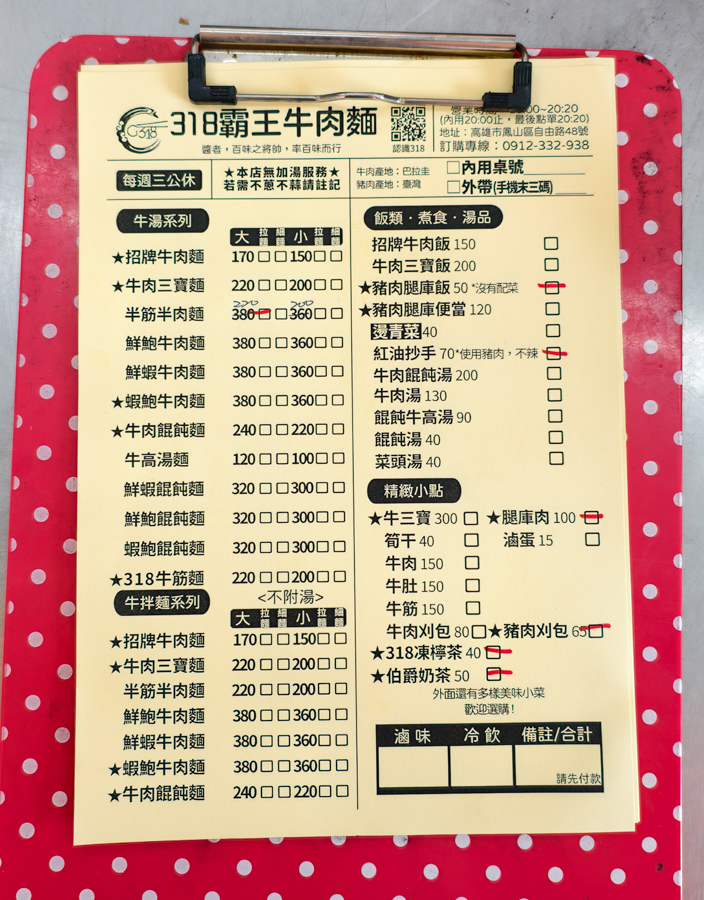 318霸王牛肉麵
醬者，百味之將帥，率百味而行
認識318
~20:20
(內用20:00止，最後點單20:20)
地址：高雄市鳳山區自由路48號
訂購專線：0912-332-938
每週三公休
★本店無加湯服務★
若需不蔥不蒜請註記
牛肉產地：巴拉圭
豬肉產地：臺灣
□內用桌號
□外帶(手機末三碼)
牛湯系列
大 拉麵 細麵 小 拉麵 細麵
★招牌牛肉麵 170 □ □ 150 □ □
★牛肉三寶麵 220 □ □ 200 □ □
220 200
半筋半肉麵 380 □ □ 360 □ □
鮮鮑牛肉麵 380 □ □ 360 □ □
鮮蝦牛肉麵 380 □ □ 360 □ □
★蝦鮑牛肉麵 380 □ □ 360 □ □
★牛肉餛飩麵 240 □ □ 220 □ □
牛高湯麵 120 □ □ 100 □ □
鮮蝦餛飩麵 320 □ □ 300 □ □
鮮鮑餛飩麵 320 □ □ 300 □ □
蝦鮑餛飩麵 320 □ □ 300 □ □
★318牛筋麵 220 □ □ 200 □ □
牛拌麵系列
<不附湯>
大 拉麵 細麵 小 拉麵 細麵
★招牌牛肉麵 170 □ □ 150 □ □
★牛肉三寶麵 220 □ □ 200 □ □
半筋半肉麵 220 □ □ 200 □ □
鮮鮑牛肉麵 380 □ □ 360 □ □
鮮蝦牛肉麵 380 □ □ 360 □ □
★蝦鮑牛肉麵 380 □ □ 360 □ □
★牛肉餛飩麵 240 □ □ 220 □ □
飯類・煮食・湯品
招牌牛肉飯 150 □
牛肉三寶飯 200 □
★豬肉腿庫飯 50 *沒有配菜 □
★豬肉腿庫便當 120 □
燙青菜 40 □
紅油抄手 70 *使用豬肉，不辣 □
牛肉餛飩湯 200 □
牛肉湯 130 □
餛飩牛高湯 90 □
餛飩湯 40 □
菜頭湯 40 □
精緻小點
★牛三寶 300 □ ★腿庫肉 100 □
筍干 40 □ 滷蛋 15 □
牛肉 150 □
牛肚 150 □
牛筋 150 □
牛肉刈包 80 □ ★豬肉刈包 65 □
★318凍檸茶 40 □
★伯爵奶茶 50 □
外面還有多樣美味小菜
歡迎選購！
滷味 冷飲 備註/合計
請先付款